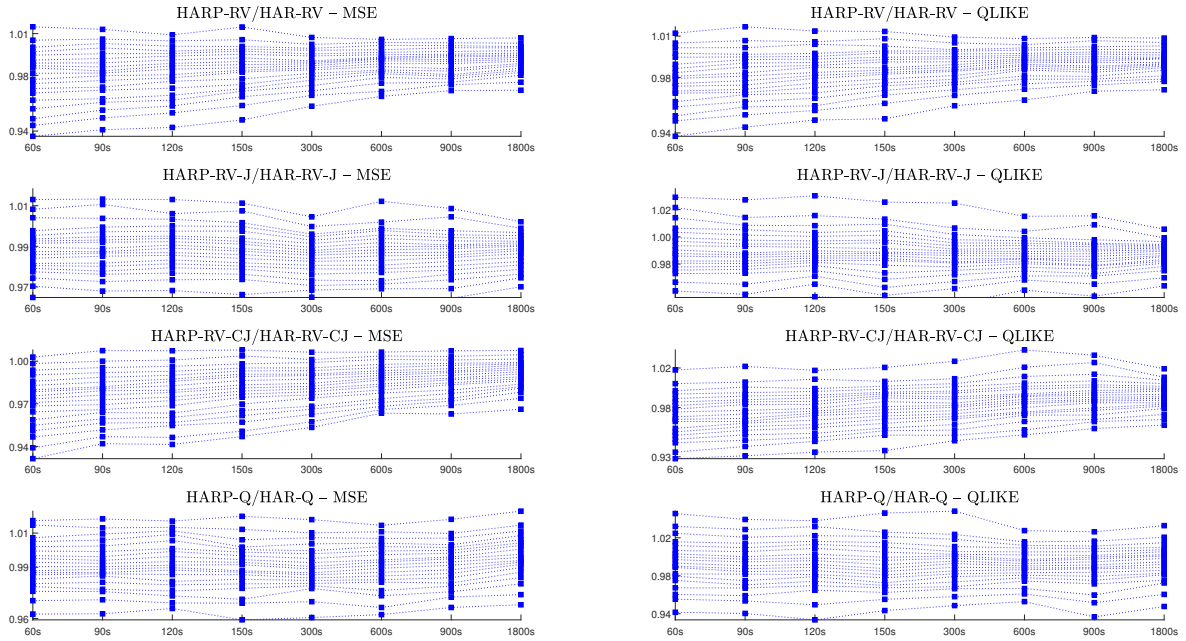 HARP-RV/HAR-RV – MSE
1.01
0.98
0.94
60s 90s 120s 150s 300s 600s 900s 1800s
HARP-RV/HAR-RV – QLIKE
1.01
0.98
0.94
60s 90s 120s 150s 300s 600s 900s 1800s
HARP-RV-J/HAR-RV-J – MSE
1.01
0.99
0.97
60s 90s 120s 150s 300s 600s 900s 1800s
HARP-RV-J/HAR-RV-J – QLIKE
1.02
1.00
0.98
60s 90s 120s 150s 300s 600s 900s 1800s
HARP-RV-CJ/HAR-RV-CJ – MSE
1.00
0.97
0.94
60s 90s 120s 150s 300s 600s 900s 1800s
HARP-RV-CJ/HAR-RV-CJ – QLIKE
1.02
0.98
0.93
60s 90s 120s 150s 300s 600s 900s 1800s
HARP-Q/HAR-Q – MSE
1.01
0.99
0.96
60s 90s 120s 150s 300s 600s 900s 1800s
HARP-Q/HAR-Q – QLIKE
1.02
0.98
0.94
60s 90s 120s 150s 300s 600s 900s 1800s